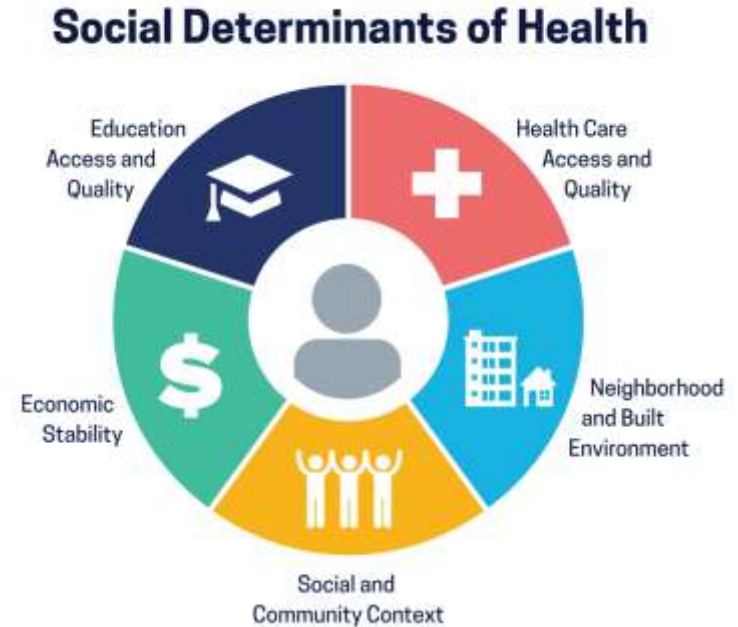 Social Determinants of Health
Education
Access and
Quality
Health Care
Access and
Quality
Economic
Stability
Neighborhood
and Built
Environment
Social and
Community Context